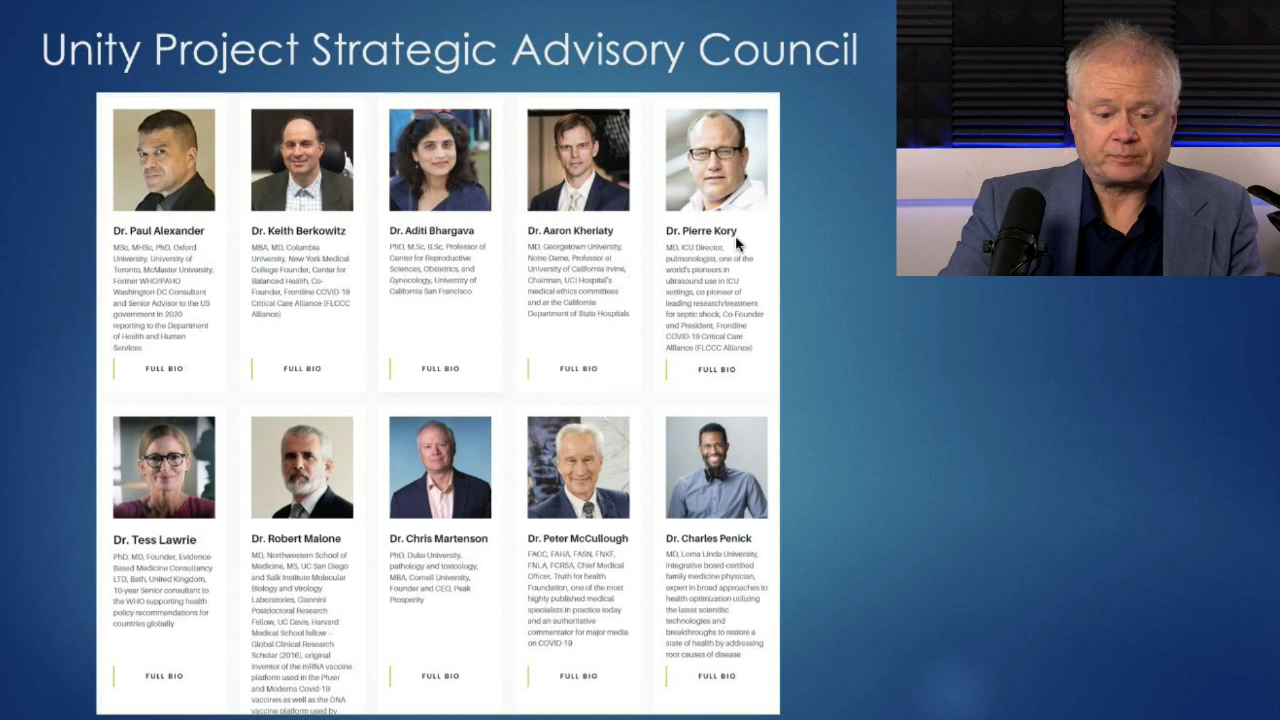 Unity Project Strategic Advisory Council
Dr. Paul Alexander
MSc, MHSc, PhD, Oxford
University, University of
Toronto, McMaster University,
Former WHO/PAHO
Washington DC Consultant
and Senior Advisor to the US
government in 2020
reporting to the Department
of Health and Human
Services
FULL BIO
Dr. Keith Berkowitz
MBA, MD, Columbia
University, New York Medical
College Founder, Center for
Balanced Health, Co-
Founder, Frontline COVID-19
Critical Care Alliance (FLCCC
Alliance)
FULL BIO
Dr. Aditi Bhargava
PhD, M.Sc, B.Sc, Professor of
Center for Reproductive
Sciences, Obstetrics, and
Gynecology, University of
California San Francisco
FULL BIO
Dr. Aaron Kheriaty
MD, Georgetown University,
Notre Dame, Professor at
University of California Irvine,
Chairman, UCI Hospital's
medical ethics committees
and at the California
Department of State Hospitals
FULL BIO
Dr. Pierre Kory
MD, ICU Director,
pulmonologist, one of the
world's pioneers in
ultrasound use in ICU
settings, co-pioneer of
leading research/treatment
for septic shock, Co-Founder
and President, Frontline
COVID-19 Critical Care
Alliance (FLCCC Alliance)
FULL BIO
Dr. Tess Lawrie
PhD, MD, Founder, Evidence-
Based Medicine Consultancy
LTD, Bath, United Kingdom,
10-year Senior consultant to
the WHO supporting health
policy recommendations for
countries globally
FULL BIO
Dr. Robert Malone
MD, Northwestern School of
Medicine, MS, UC San Diego
and Salk Institute Molecular
Biology and Virology
Laboratories, Giannini
Postdoctoral Research
Fellow, UC Davis, Harvard
Medical School fellow –
Global Clinical Research
Scholar (2016), original
inventor of the mRNA vaccine
platform used in the Pfizer
and Moderna Covid-19
vaccines as well as the DNA
vaccine platform used by
Dr. Chris Martenson
PhD, Duke University,
pathology and toxicology,
MBA, Cornell University,
Founder and CEO, Peak
Prosperity
FULL BIO
Dr. Peter McCullough
FACC, FAHA, FASN, FNKF,
FNLA, FCRSA, Chief Medical
Officer, Truth for health
Foundation, one of the most
highly published medical
specialists in practice today
and an authoritative
commentator for major media
on COVID-19
FULL BIO
Dr. Charles Penick
MD, Loma Linda University,
integrative board certified
family medicine physician,
expert in broad approaches to
health optimization utilizing
the latest scientific
technologies and
breakthroughs to restore a
state of health by addressing
root causes of disease
FULL BIO